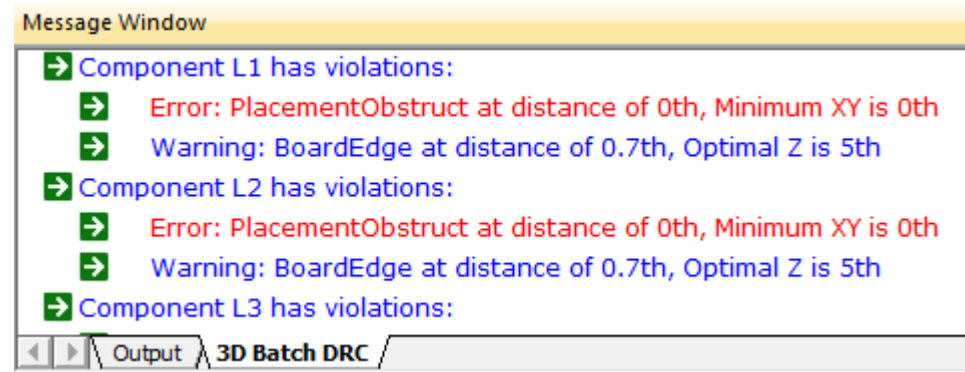 Message Window
Component L1 has violations:
Error: PlacementObstruct at distance of 0th, Minimum XY is 0th
Warning: BoardEdge at distance of 0.7th, Optimal Z is 5th
Component L2 has violations:
Error: PlacementObstruct at distance of 0th, Minimum XY is 0th
Warning: BoardEdge at distance of 0.7th, Optimal Z is 5th
Component L3 has violations:
Output 3D Batch DRC